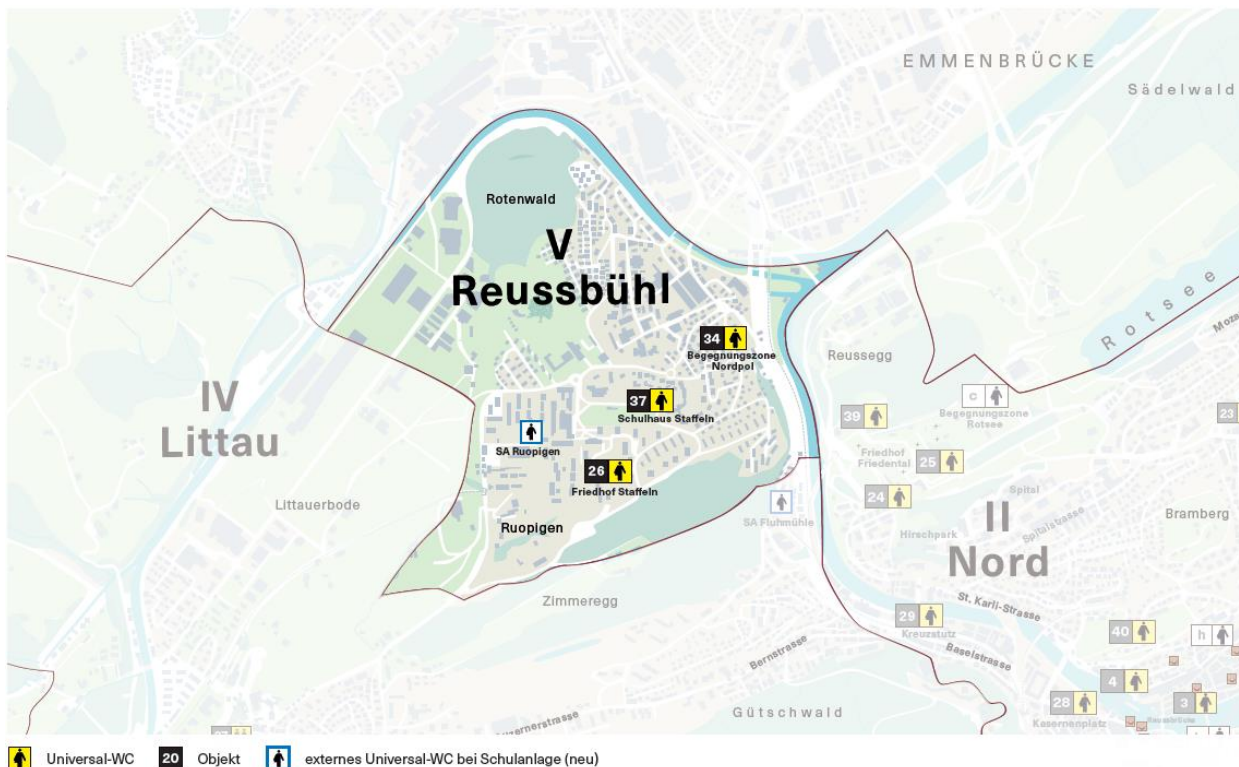 EMMENBRÜCKE
Sädelwald
Rotenwald
V
Reussbühl
Rotsee
34
Begegnungszone
Nordpol
Reussegg
IV
Littau
37
Schulhaus Staffeln
c
Begegnungszone
Rotsee
39
23
SA Ruopigen
Friedhof
Friedental
25
26
Friedhof Staffeln
24
Spital
Littauerbode
SA Fluhmühle
II
Nord
Spitalstrasse
Bramberg
Hirschpark
Ruopigen
Zimmeregg
St. Karli-Strasse
29
Kreuzstutz
40
h
Bernstrasse
Baselstrasse
4
28
Kasernenplatz
3
Reussbrücke
Gütschwald
Universal-WC
20
Objekt
externes Universal-WC bei Schulanlage (neu)